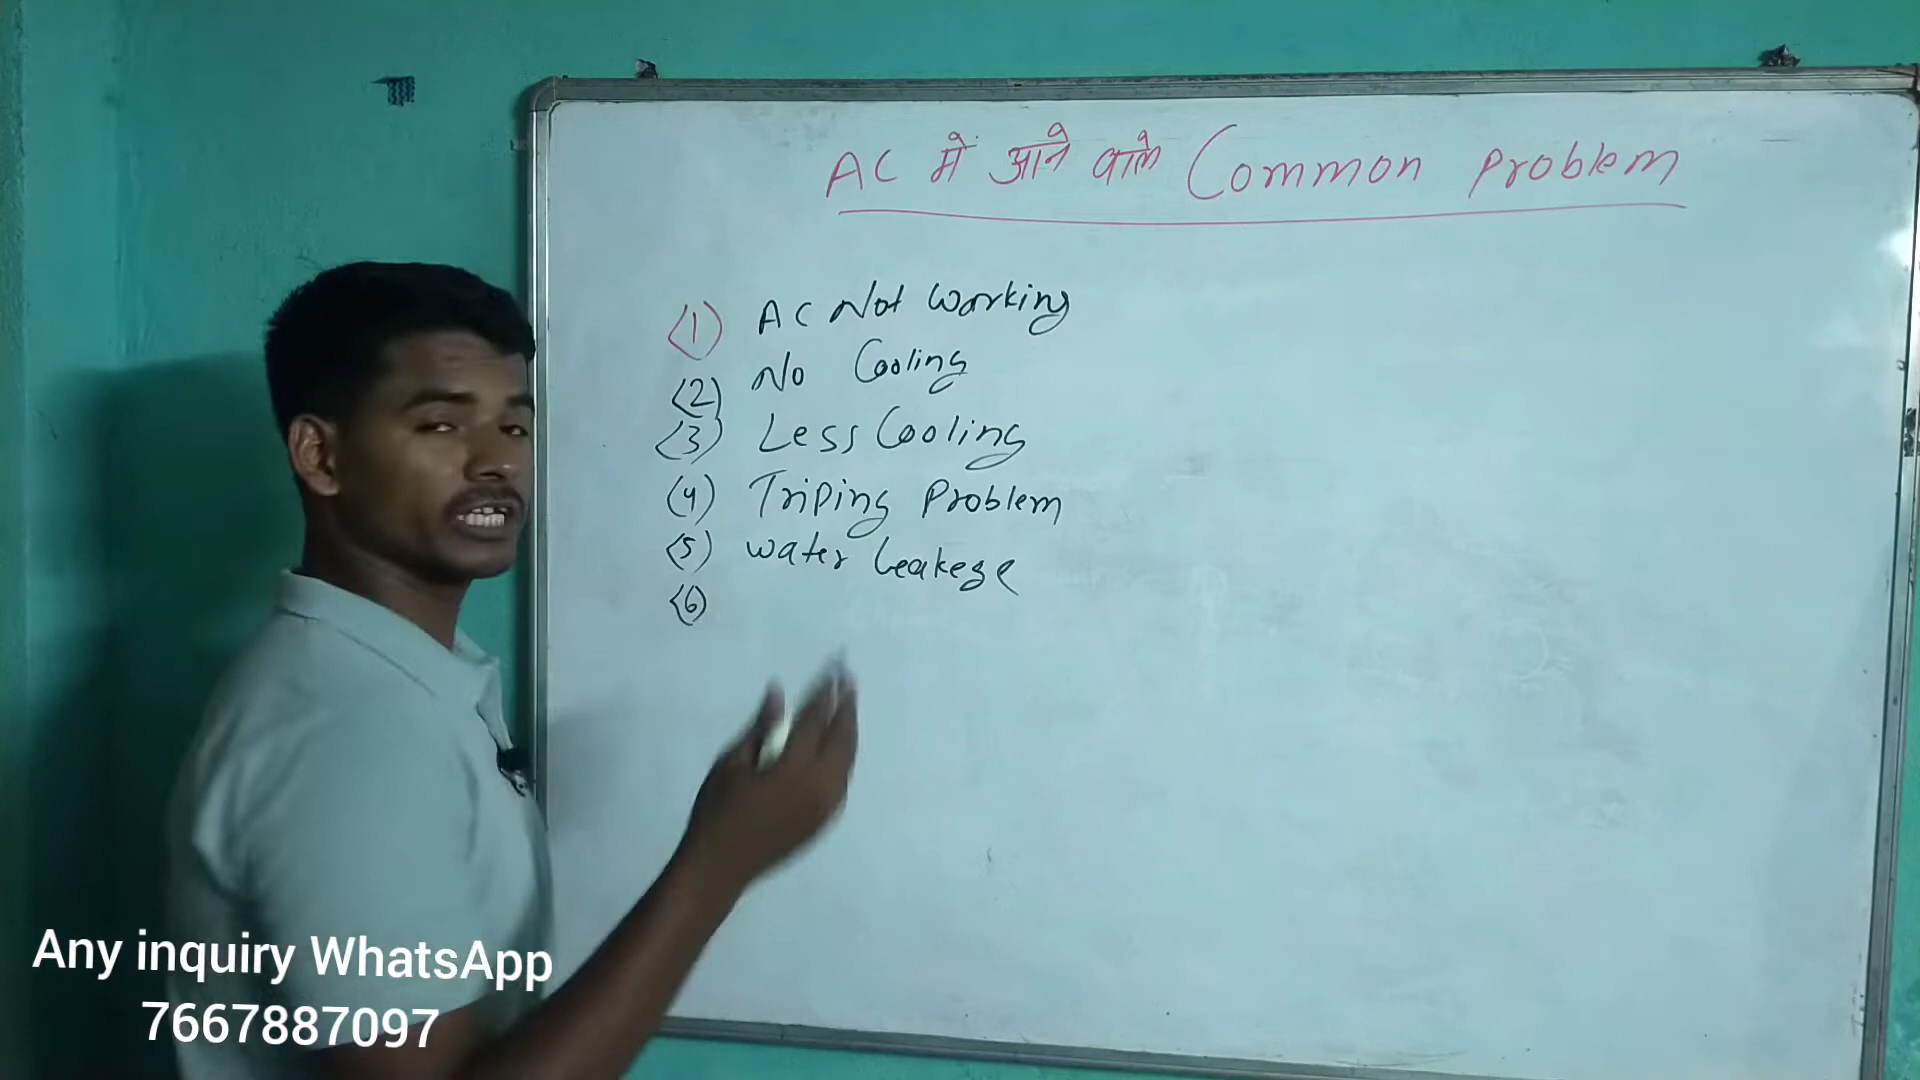 AC में आने वाले Common Problem
(1) AC Not Working
(2) No Cooling
(3) Less Cooling
(4) Triping Problem
(5) Water Leakege
(6)
Any inquiry WhatsApp
7667887097